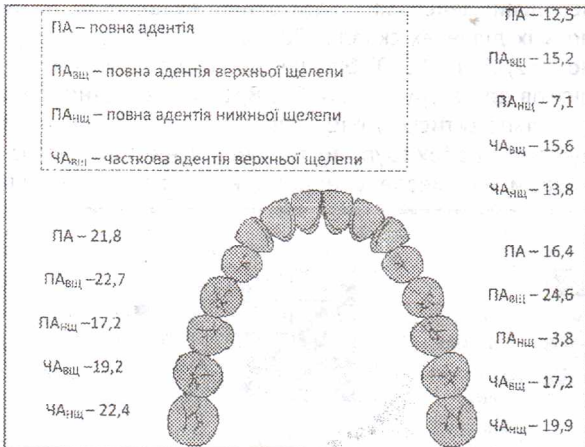 ПА – повна адентія
ПАвщ – повна адентія верхньої щелепи
ПАнщ – повна адентія нижньої щелепи
ЧАвщ – часткова адентія верхньої щелепи
ПА – 12,5
ПАвщ – 15,2
ПАнщ – 7,1
ЧАвщ – 15,6
ЧАнщ – 13,8
ПА – 21,8
ПАвщ –22,7
ПАнщ –17,2
ЧАвщ –19,2
ЧАнщ –22,4
ПА – 16,4
ПАвщ –24,6
ПАнщ –3,8
ЧАвщ –17,2
ЧАнщ –19,9